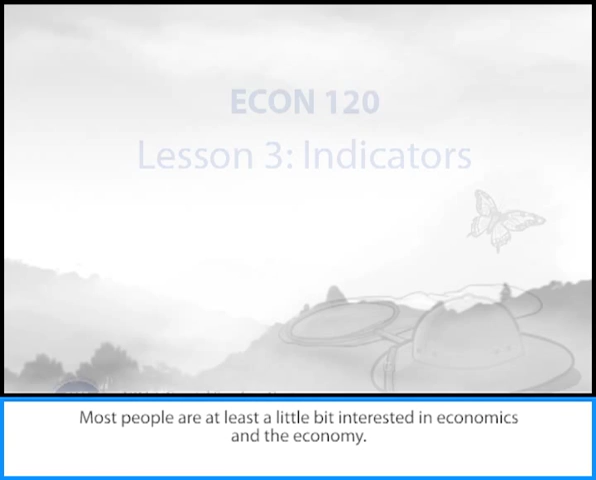 ECON 120
Lesson 3: Indicators
Most people are at least a little bit interested in economics
and the economy.